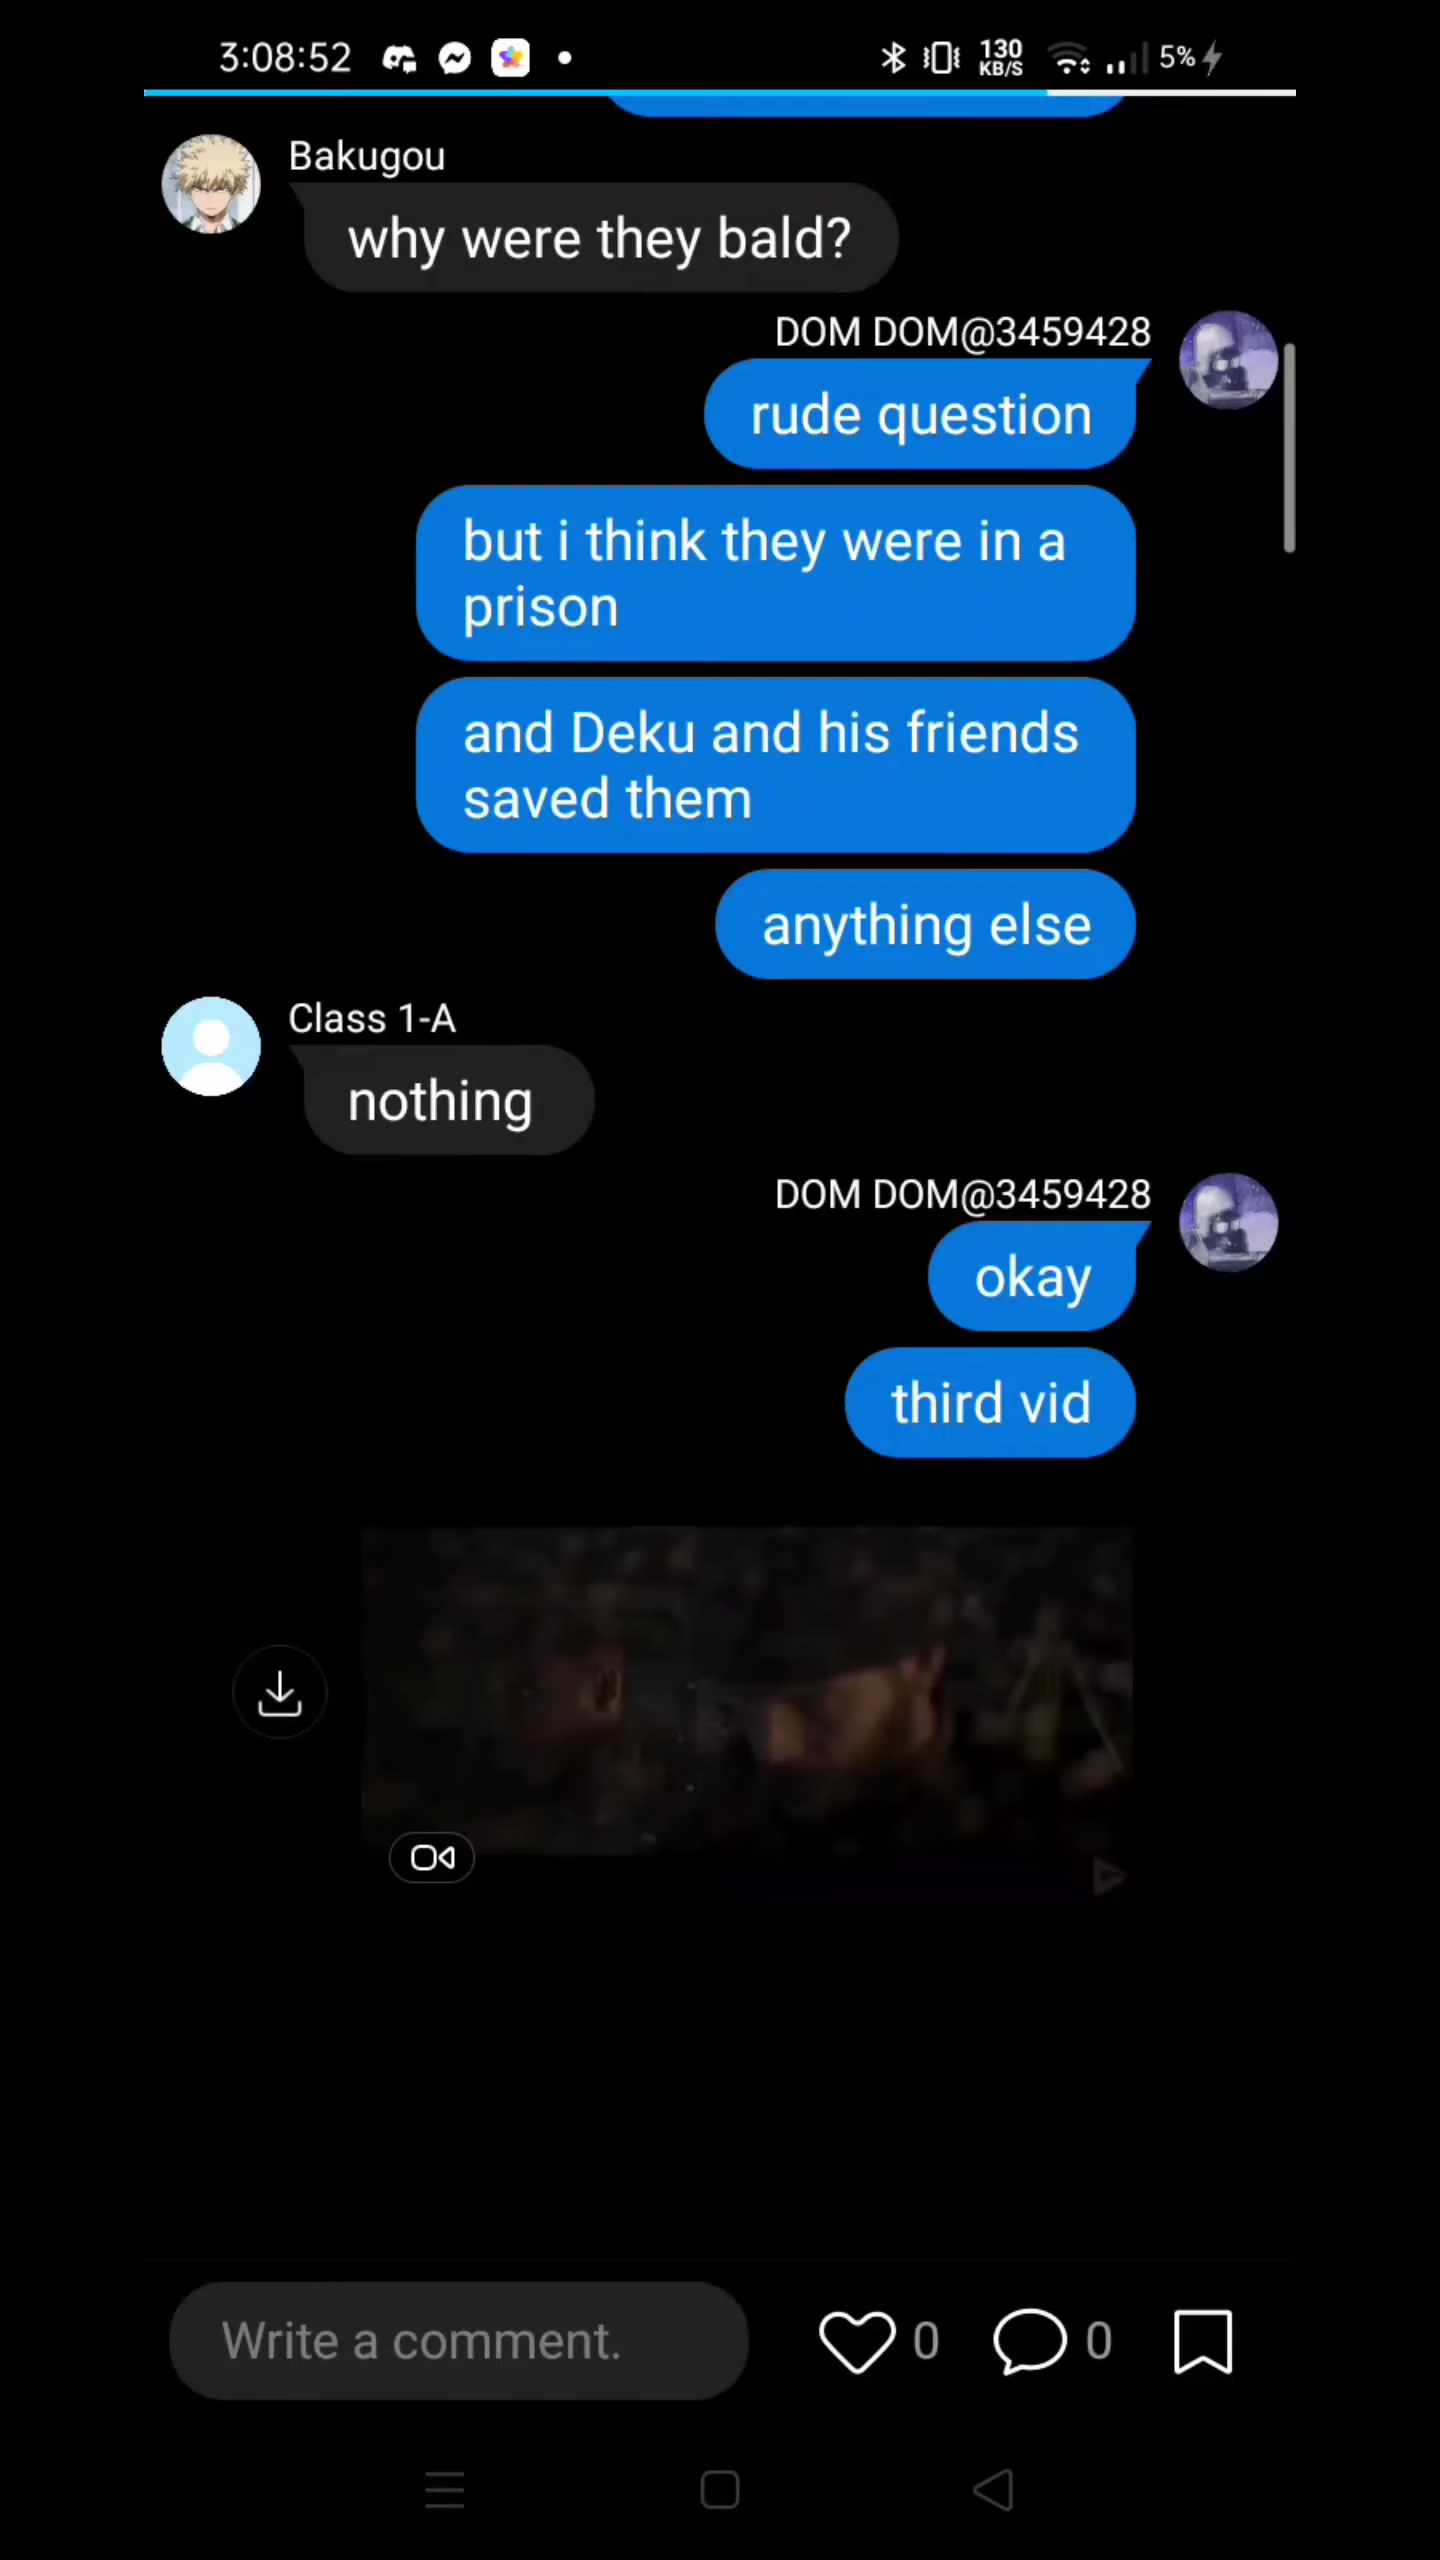 3:08:52 130 KB/S 5%
Bakugou
why were they bald?
DOM DOM@3459428
rude question
but i think they were in a
prison
and Deku and his friends
saved them
anything else
Class 1-A
nothing
DOM DOM@3459428
okay
third vid
Write a comment. 0 0